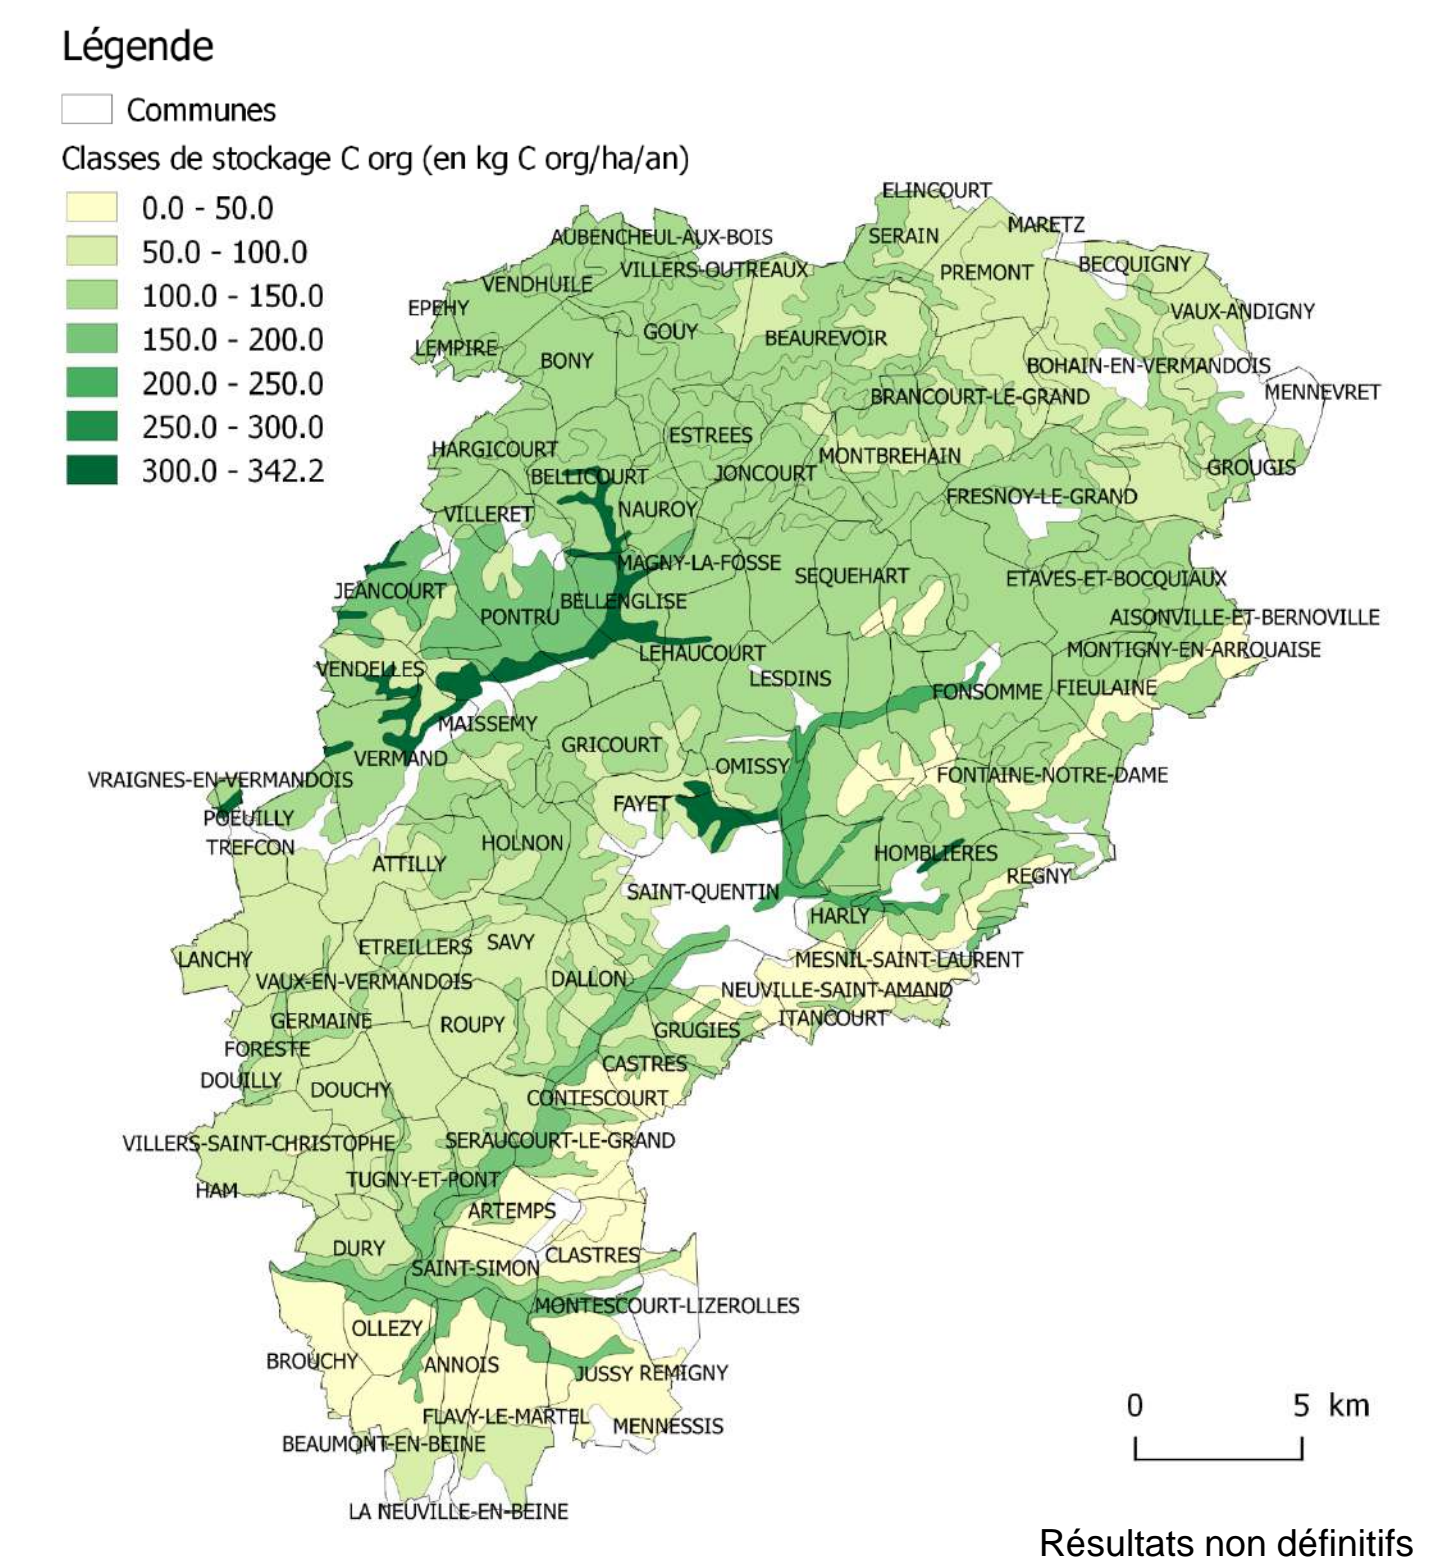 Légende
Communes
Classes de stockage C org (en kg C org/ha/an)
0.0 - 50.0
50.0 - 100.0
100.0 - 150.0
150.0 - 200.0
200.0 - 250.0
250.0 - 300.0
300.0 - 342.2
ELINCOURT
MARETZ
AUBENCHEUL-AUX-BOIS
SERAIN
VILLERS-OUTREAUX
PREMONT
BECQUIGNY
VENDHUILE
EPEHY
VAUX-ANDIGNY
GOUY
BEAUREVOIR
LEMPIRE
BONY
BOHAIN-EN-VERMANDOIS
MENNEVRET
BRANCOURT-LE-GRAND
ESTREES
HARGICOURT
MONTBREHAIN
GROUGIS
BELLICOURT
JONCOURT
FRESNOY-LE-GRAND
VILLERET
NAUROY
MAGNY-LA-FOSSE
SEQUEHART
ETAVES-ET-BOCQUIAUX
JEANCOURT
BELLENGLISE
PONTRU
AISONVILLE-ET-BERNOVILLE
LEHAUCOURT
MONTIGNY-EN-ARROUAISE
VENDELLES
LESDINS
FONSOMME
FIEULAINE
MAISSEMY
GRICOURT
VERMAND
OMISSY
FONTAINE-NOTRE-DAME
VRAIGNES-EN-VERMANDOIS
FAYET
POEUILLY
TREFCON
HOLNON
HOMBLIERES
ATTILLY
REGNY
SAINT-QUENTIN
HARLY
ETREILLERS
SAVY
LANCHY
MESNIL-SAINT-LAURENT
VAUX-EN-VERMANDOIS
DALLON
NEUVILLE-SAINT-AMAND
GERMAINE
ROUPY
GRUGIES
ITANCOURT
FORESTE
CASTRES
DOUILLY
DOUCHY
CONTESCOURT
VILLERS-SAINT-CHRISTOPHE
SERAUCOURT-LE-GRAND
HAM
TUGNY-ET-PONT
ARTEMPS
DURY
CLASTRES
SAINT-SIMON
MONTESCOURT-LIZEROLLES
OLLEZY
BROUCHY
ANNOIS
JUSSY
REMIGNY
FLAVY-LE-MARTEL
MENNESSIS
BEAUMONT-EN-BEINE
LA NEUVILLE-EN-BEINE
0 5 km
Résultats non définitifs